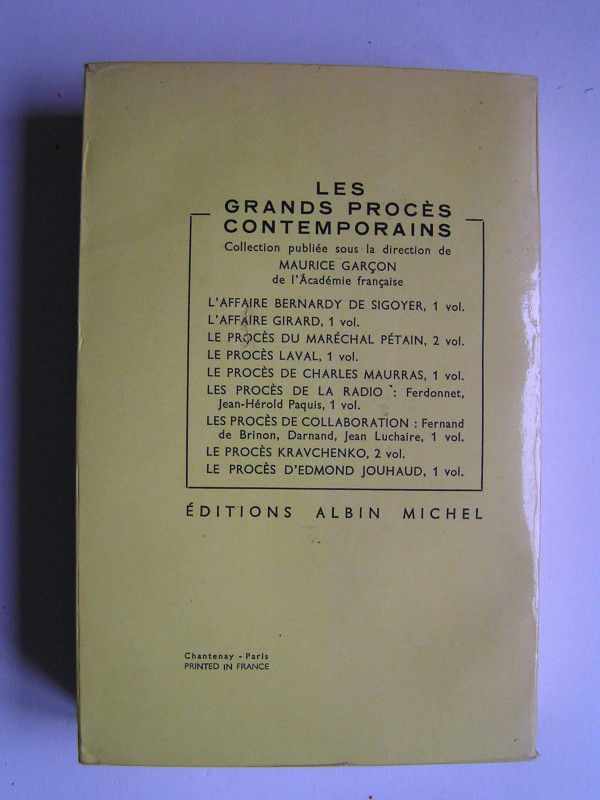 LES
GRANDS PROCÈS
CONTEMPORAINS
Collection publiée sous la direction de
MAURICE GARÇON
de l'Académie française
L'AFFAIRE BERNARDY DE SIGOYER, 1 vol.
L'AFFAIRE GIRARD, 1 vol.
LE PROCÈS DU MARÉCHAL PÉTAIN, 2 vol.
LE PROCÈS LAVAL, 1 vol.
LE PROCÈS DE CHARLES MAURRAS, 1 vol.
LES PROCÈS DE LA RADIO : Ferdonnet,
Jean-Hérold Paquis, 1 vol.
LES PROCÈS DE COLLABORATION : Fernand
de Brinon, Darnand, Jean Luchaire, 1 vol.
LE PROCÈS KRAVCHENKO, 2 vol.
LE PROCÈS D'EDMOND JOUHAUD, 1 vol.
ÉDITIONS ALBIN MICHEL
Chantenay - Paris
PRINTED IN FRANCE